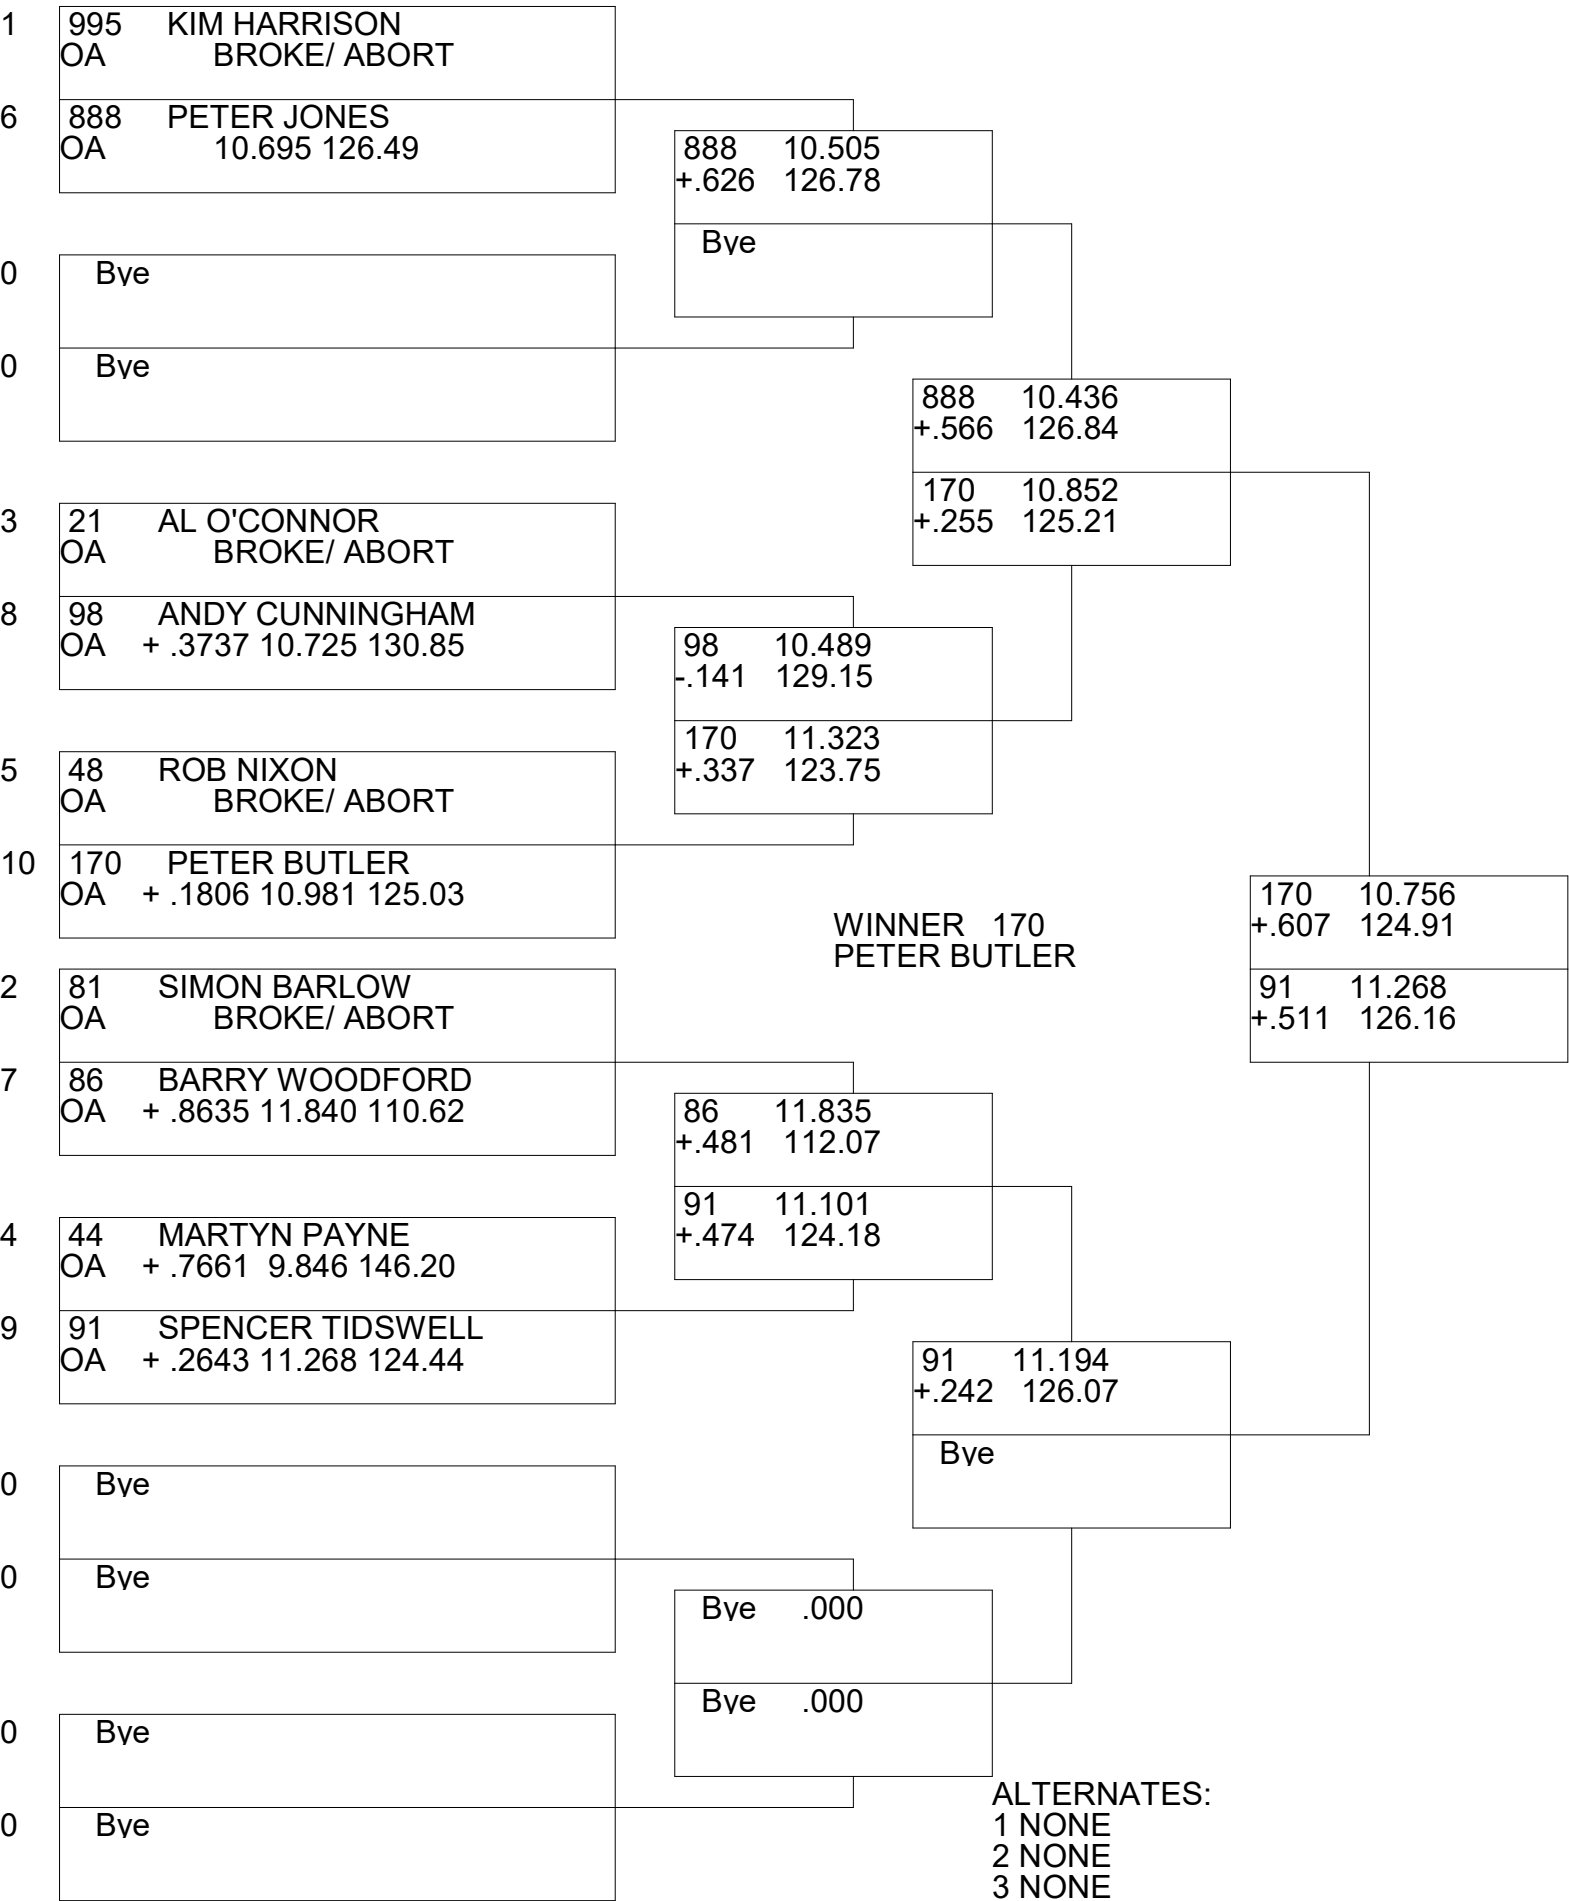 1 995 KIM HARRISON
OA BROKE/ ABORT
6 888 PETER JONES
OA 10.695 126.49
888 10.505
+.626 126.78
Bye
0 Bye
0 Bye
888 10.436
+.566 126.84
170 10.852
+.255 125.21
3 21 AL O'CONNOR
OA BROKE/ ABORT
8 98 ANDY CUNNINGHAM
OA + .3737 10.725 130.85
98 10.489
-.141 129.15
170 11.323
+.337 123.75
5 48 ROB NIXON
OA BROKE/ ABORT
10 170 PETER BUTLER
OA + .1806 10.981 125.03
WINNER 170
PETER BUTLER
170 10.756
+.607 124.91
91 11.268
+.511 126.16
2 81 SIMON BARLOW
OA BROKE/ ABORT
7 86 BARRY WOODFORD
OA + .8635 11.840 110.62
86 11.835
+.481 112.07
91 11.101
+.474 124.18
4 44 MARTYN PAYNE
OA + .7661 9.846 146.20
9 91 SPENCER TIDSWELL
OA + .2643 11.268 124.44
91 11.194
+.242 126.07
Bye
0 Bye
0 Bye
Bye .000
Bye .000
0 Bye
0 Bye
ALTERNATES:
1 NONE
2 NONE
3 NONE